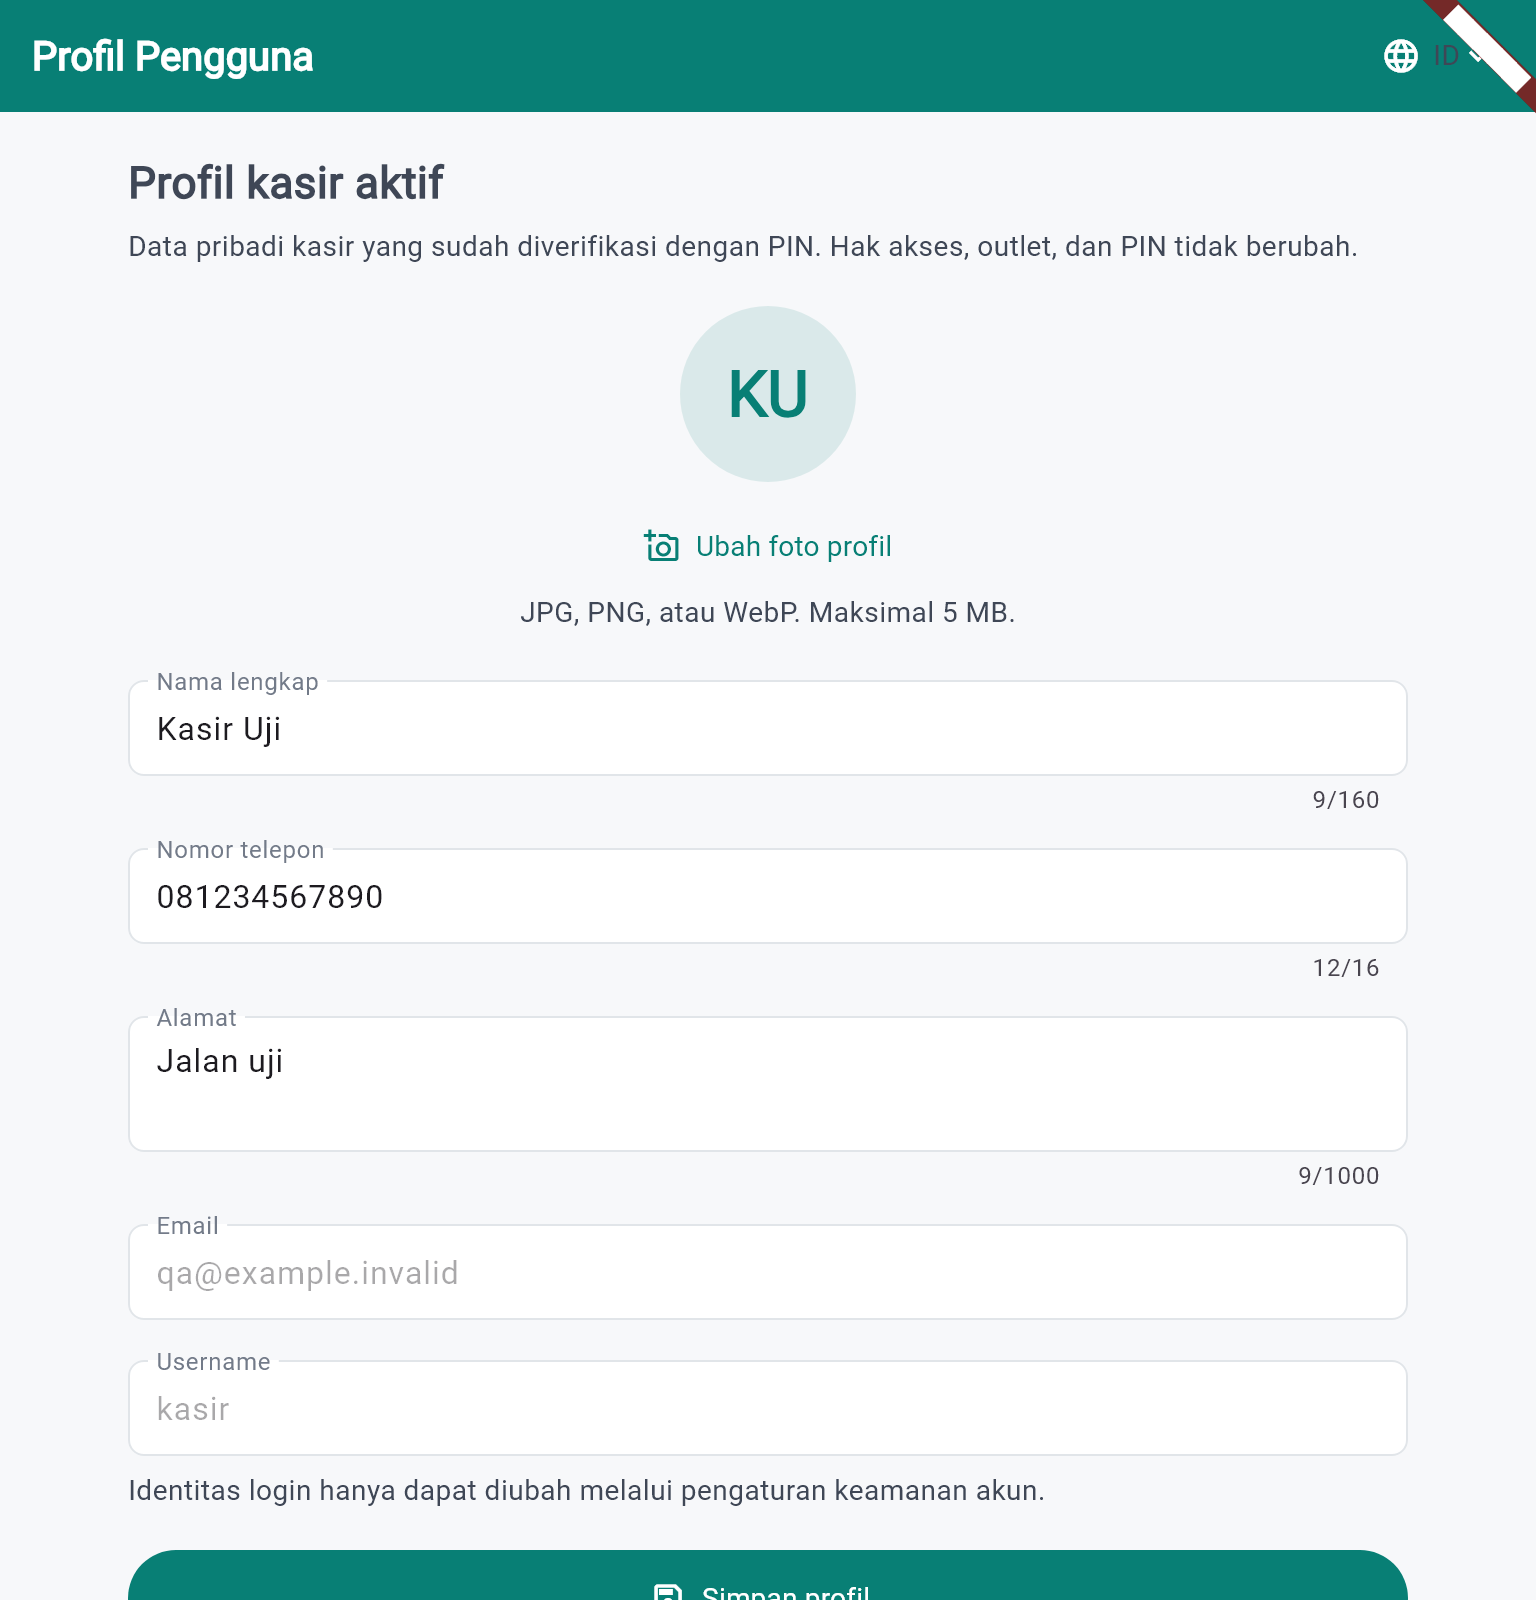 Profil Pengguna
ID
Profil kasir aktif
Data pribadi kasir yang sudah diverifikasi dengan PIN. Hak akses, outlet, dan PIN tidak berubah.
KU
Ubah foto profil
JPG, PNG, atau WebP. Maksimal 5 MB.
Nama lengkap
Kasir Uji
9/160
Nomor telepon
081234567890
12/16
Alamat
Jalan uji
9/1000
Email
qa@example.invalid
Username
kasir
Identitas login hanya dapat diubah melalui pengaturan keamanan akun.
Simpan profil